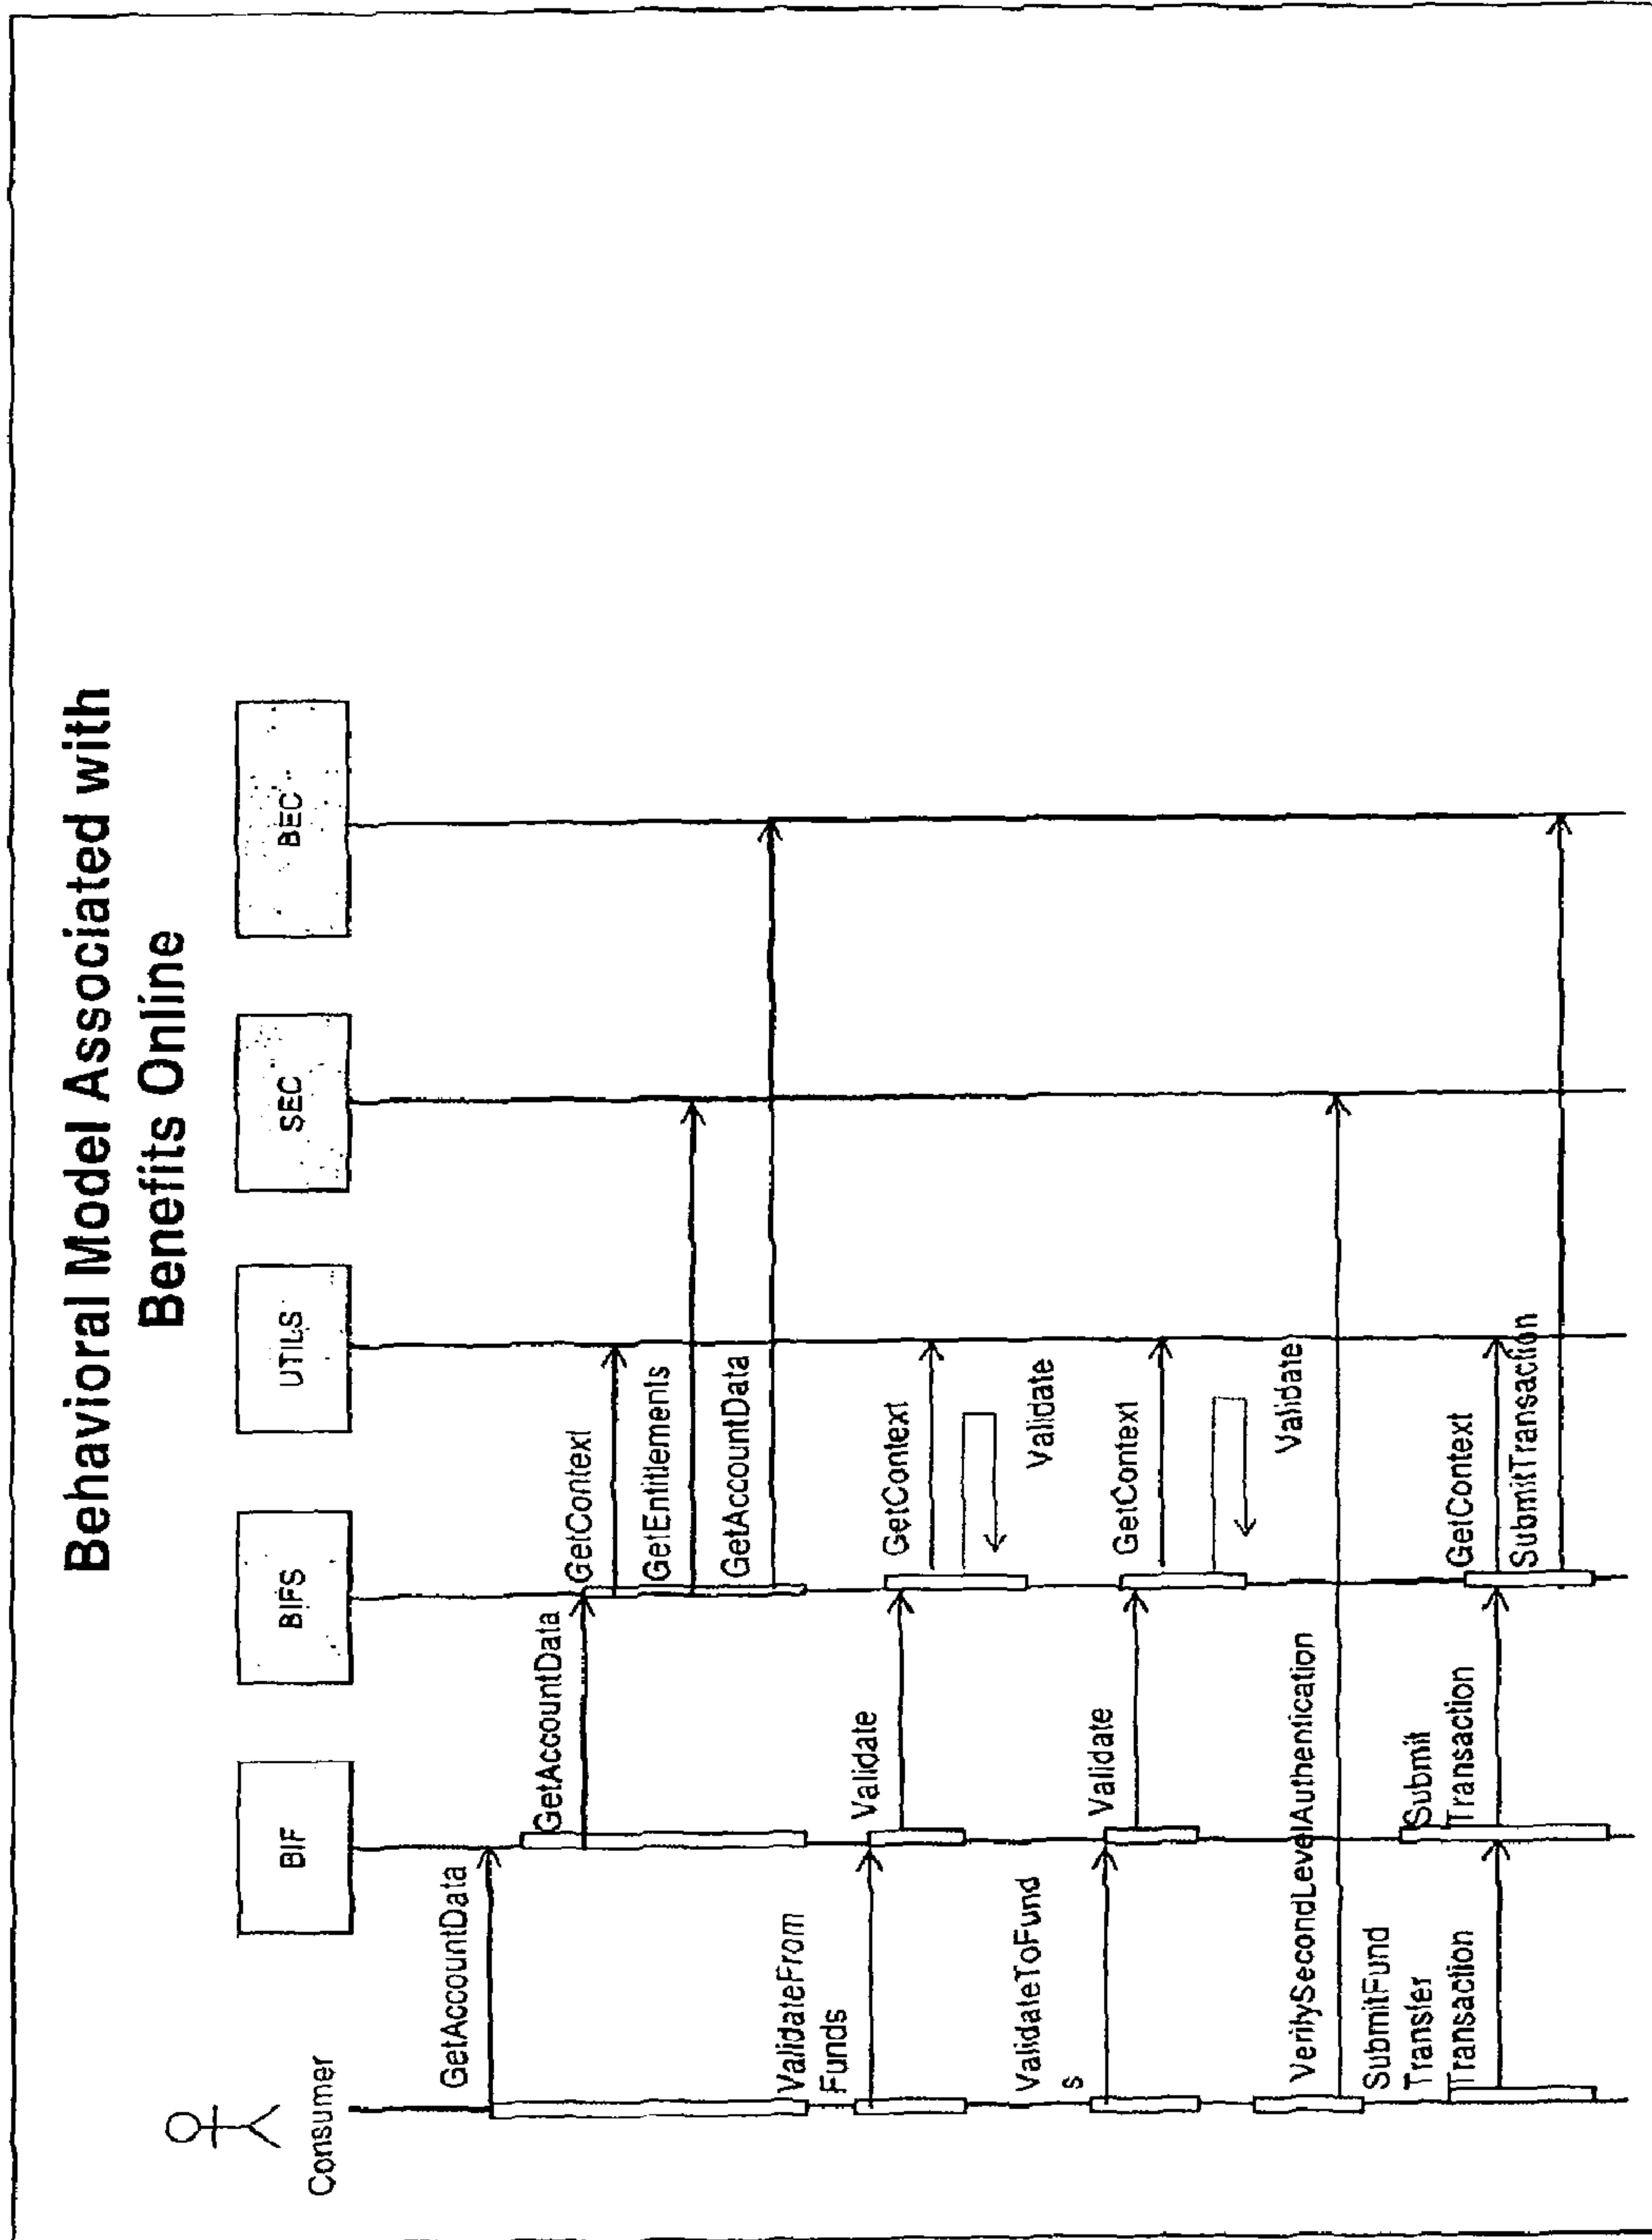 Behavioral Model Associated with
Benefits Online
Consumer
BIF
BIFS
UTILS
SEC
BEC
GetAccountData
GetAccountData
GetContext
GetEntitlements
GetAccountData
ValidateFrom
Funds
Validate
GetContext
Validate
ValidateToFund
s
Validate
GetContext
Validate
VerifySecondLevelAuthentication
SubmitFund
Transfer
Transaction
Submit
Transaction
GetContext
SubmitTransaction